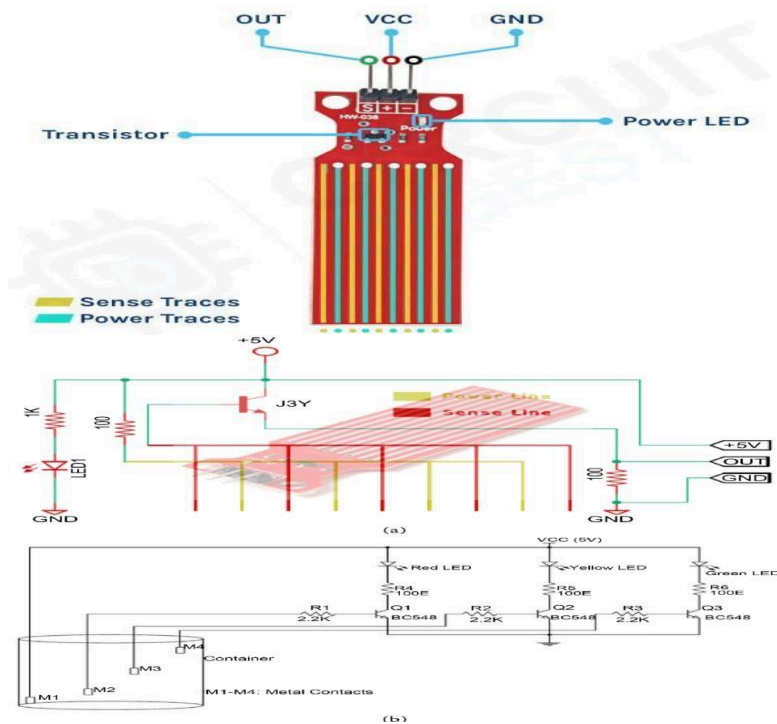 OUT VCC GND
S + -
HW-038
Power
Transistor
Power LED
CIRCUIT
Sense Traces
Power Traces
+5V
J3Y
Power Line
Sense Line
1K
100
LED1
100
+5V
OUT
GND
GND
GND
(a)
VCC (5V)
Red LED
Yellow LED
Green LED
R4
100E
R5
100E
R6
100E
R1
2.2K
Q1
BC548
R2
2.2K
Q2
BC548
R3
2.2K
Q3
BC548
M4
Container
M3
M2
M1
M1-M4: Metal Contacts
(b)